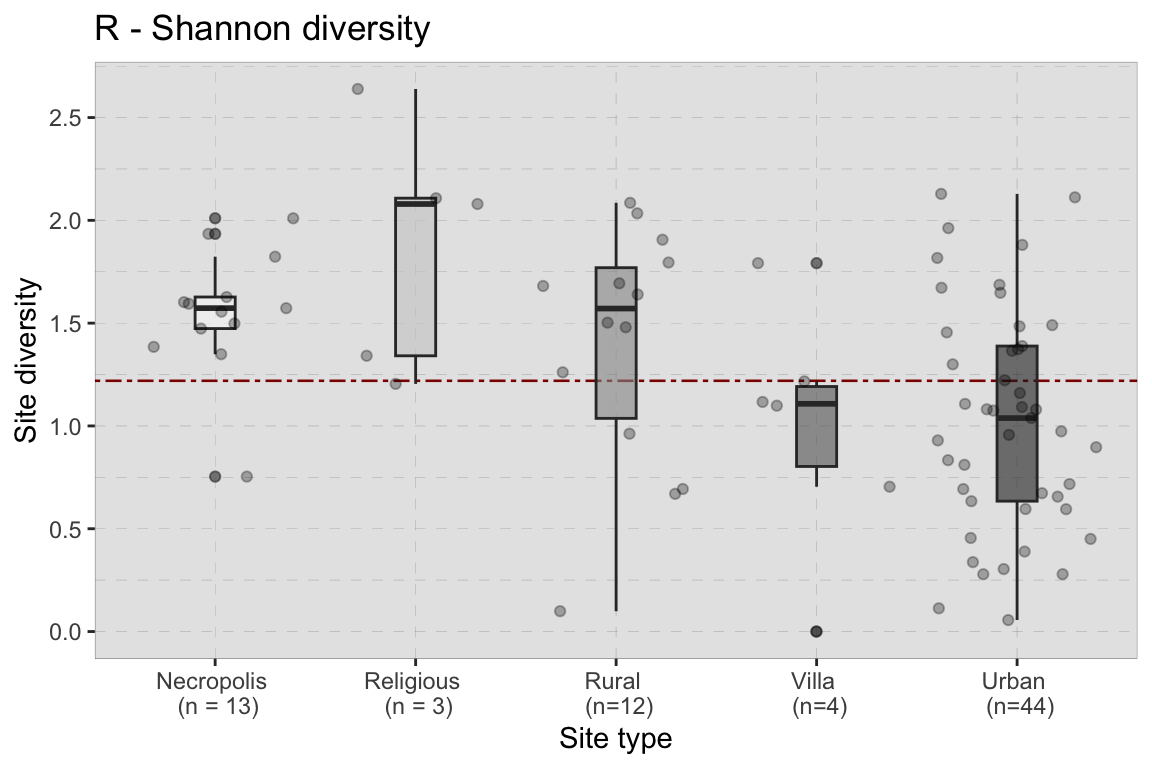 R - Shannon diversity
2.5
2.0
1.5
1.0
0.5
0.0
Site diversity
Necropolis Religious Rural Villa Urban
(n = 13) (n = 3) (n=12) (n=4) (n=44)
Site type